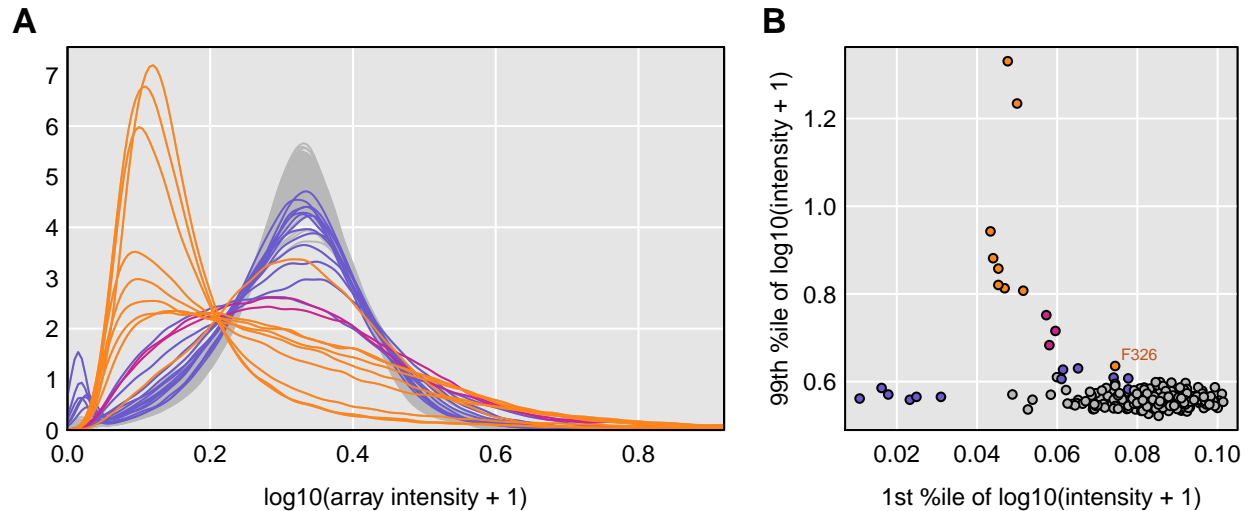 A
7
6
5
4
3
2
1
0
0.0 0.2 0.4 0.6 0.8
log10(array intensity + 1)
B
99th %ile of log10(intensity + 1)
1.2
1.0
0.8
0.6
F326
0.02 0.04 0.06 0.08 0.10
1st %ile of log10(intensity + 1)